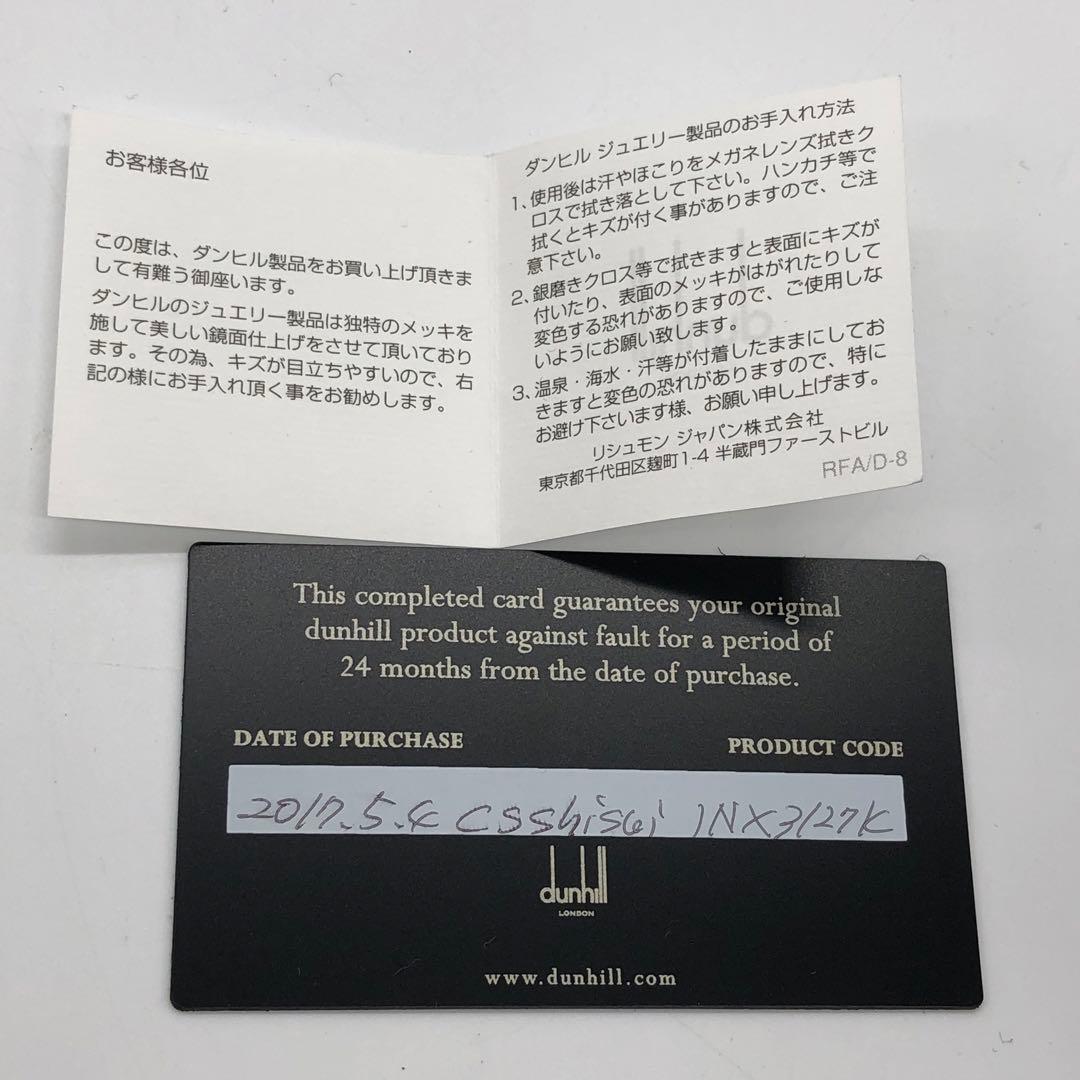 お客様各位
この度は、ダンヒル製品をお買い上げ頂きま
して有難う御座います。
ダンヒルのジュエリー製品は独特のメッキを
施して美しい鏡面仕上げをさせて頂いており
ます。その為、キズが目立ちやすいので、右
記の様にお手入れ頂く事をお勧めします。
ダンヒル ジュエリー製品のお手入れ方法
1、使用後は汗やほこりをメガネレンズ拭きク
ロスで拭き落として下さい。ハンカチ等で
拭くとキズが付く事がありますので、ご注
意下さい。
2、銀磨きクロス等で拭きますと表面にキズが
付いたり、表面のメッキがはがれたりして
変色する恐れがありますので、ご使用しな
いようにお願い致します。
3、温泉・海水・汗等が付着したままにしてお
きますと変色の恐れがありますので、特に
お避け下さいます様、お願い申し上げます。
リシュモン ジャパン株式会社
東京都千代田区麹町1-4 半蔵門ファーストビル
RFA/D-8
This completed card guarantees your original
dunhill product against fault for a period of
24 months from the date of purchase.
DATE OF PURCHASE PRODUCT CODE
2017.5.4 JNX3127K
dunhill
LONDON
www.dunhill.com